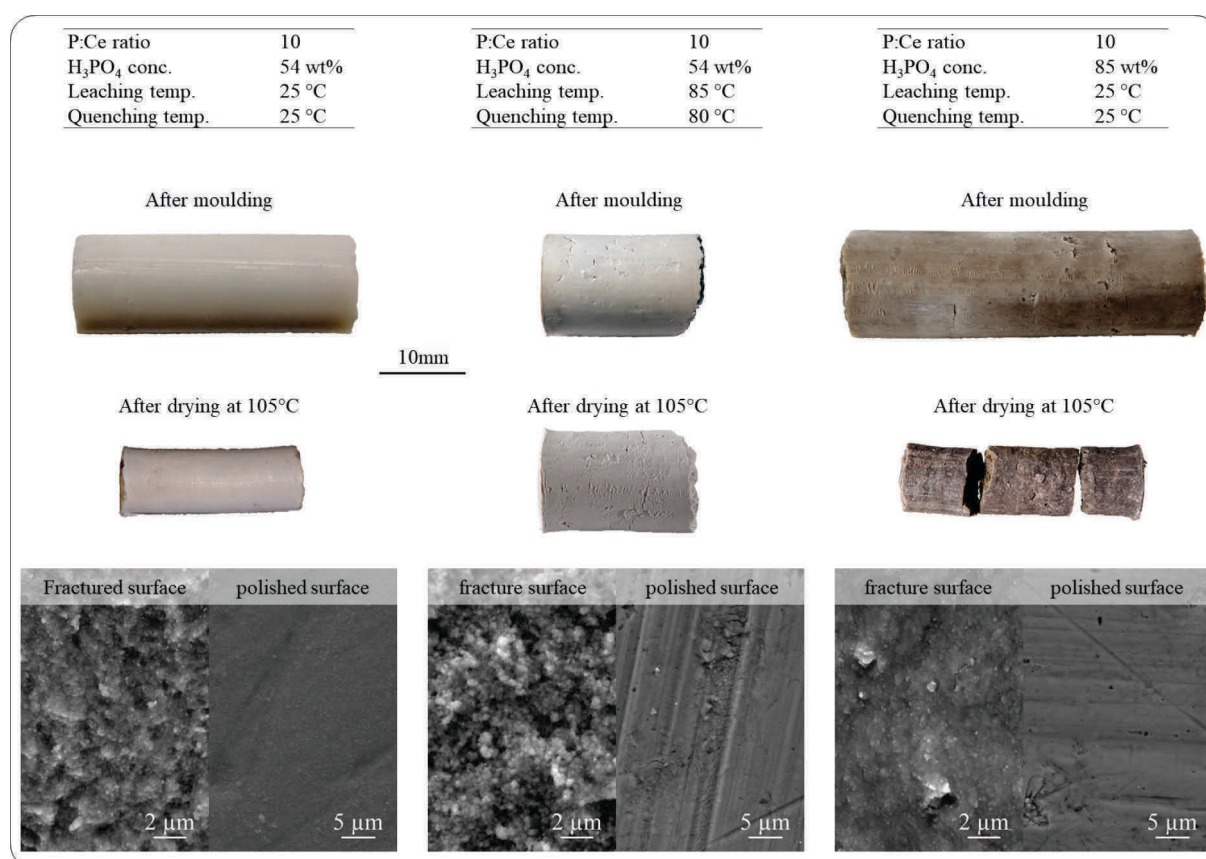 P:Ce ratio 10
H₃PO₄ conc. 54 wt%
Leaching temp. 25 °C
Quenching temp. 25 °C
P:Ce ratio 10
H₃PO₄ conc. 54 wt%
Leaching temp. 85 °C
Quenching temp. 80 °C
P:Ce ratio 10
H₃PO₄ conc. 85 wt%
Leaching temp. 25 °C
Quenching temp. 25 °C
After moulding
After moulding
After moulding
10mm
After drying at 105°C
After drying at 105°C
After drying at 105°C
Fractured surface
polished surface
fracture surface
polished surface
fracture surface
polished surface
2 µm
5 µm
2 µm
5 µm
2 µm
5 µm